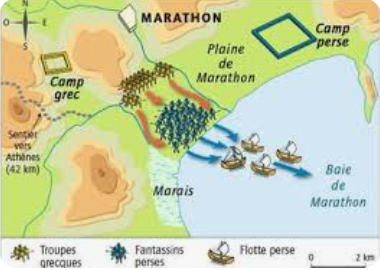 N
O
E
S
MARATHON
Camp
perse
Plaine
de
Marathon
Camp
grec
Sentier
vers
Athènes
(42 km)
Marais
Baie
de
Marathon
Troupes
grecques
Fantassins
perses
Flotte perse
0
2 km